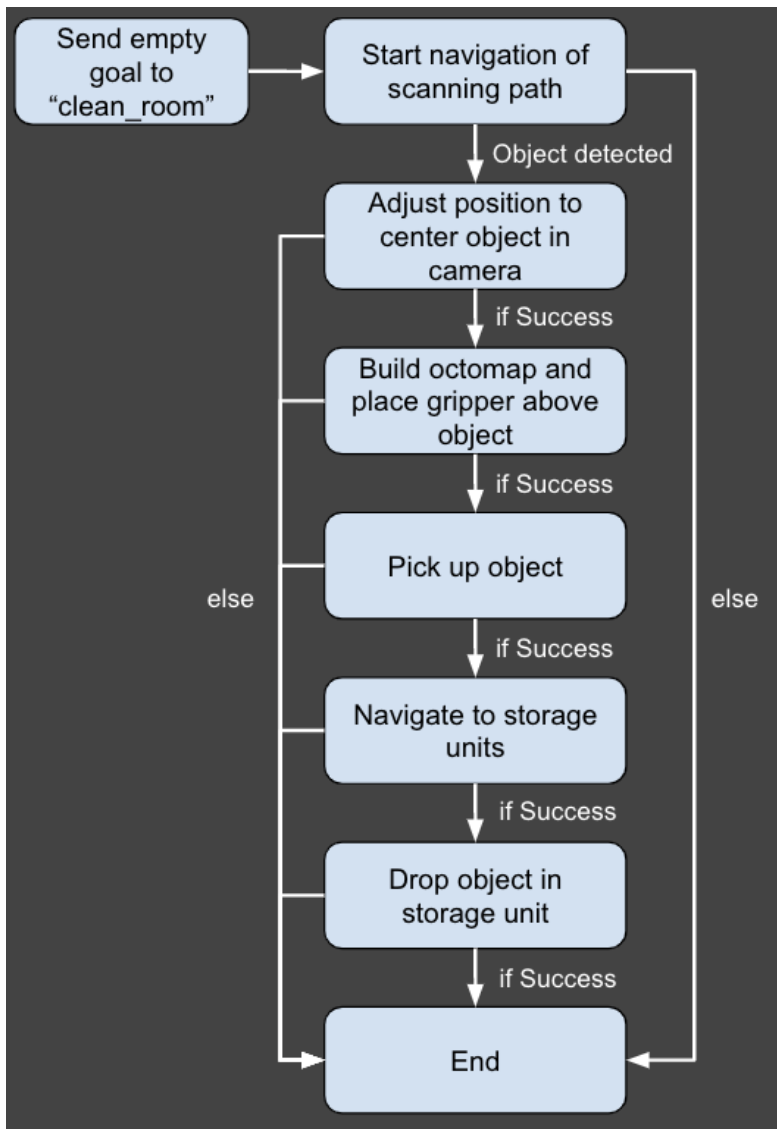 Send empty
goal to
“clean_room”
Start navigation of
scanning path
Object detected
Adjust position to
center object in
camera
if Success
Build octomap and
place gripper above
object
if Success
Pick up object
else
else
if Success
Navigate to storage
units
if Success
Drop object in
storage unit
if Success
End